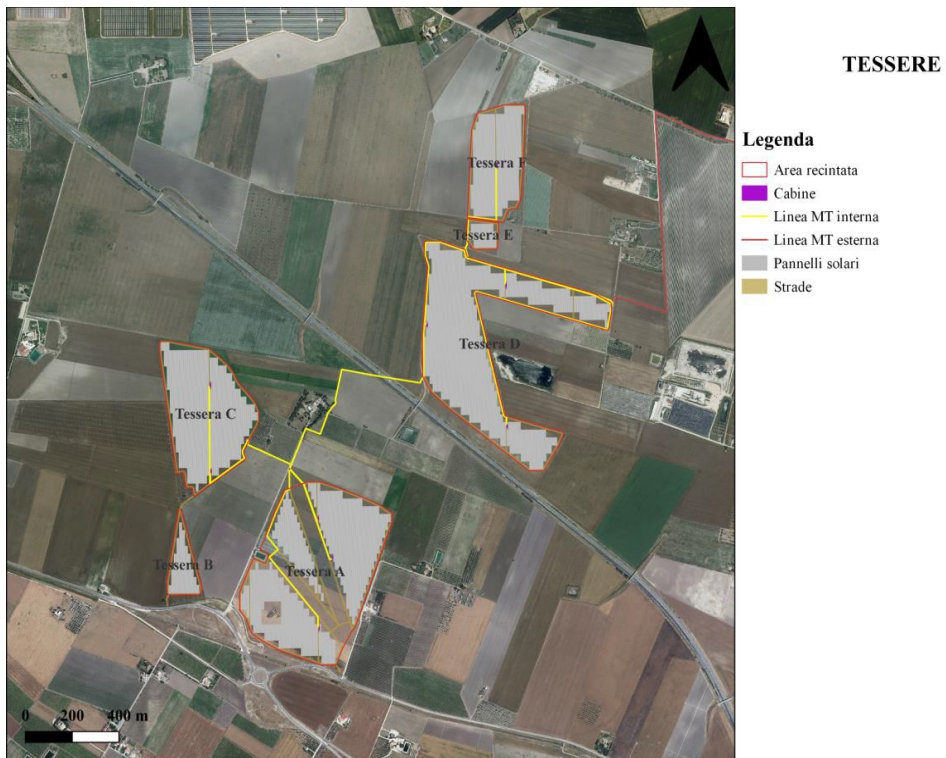 TESSERE
Legenda
Area recintata
Cabine
Linea MT interna
Linea MT esterna
Pannelli solari
Strade
Tessera F
Tessera E
Tessera D
Tessera C
Tessera B
Tessera A
0 200 400 m